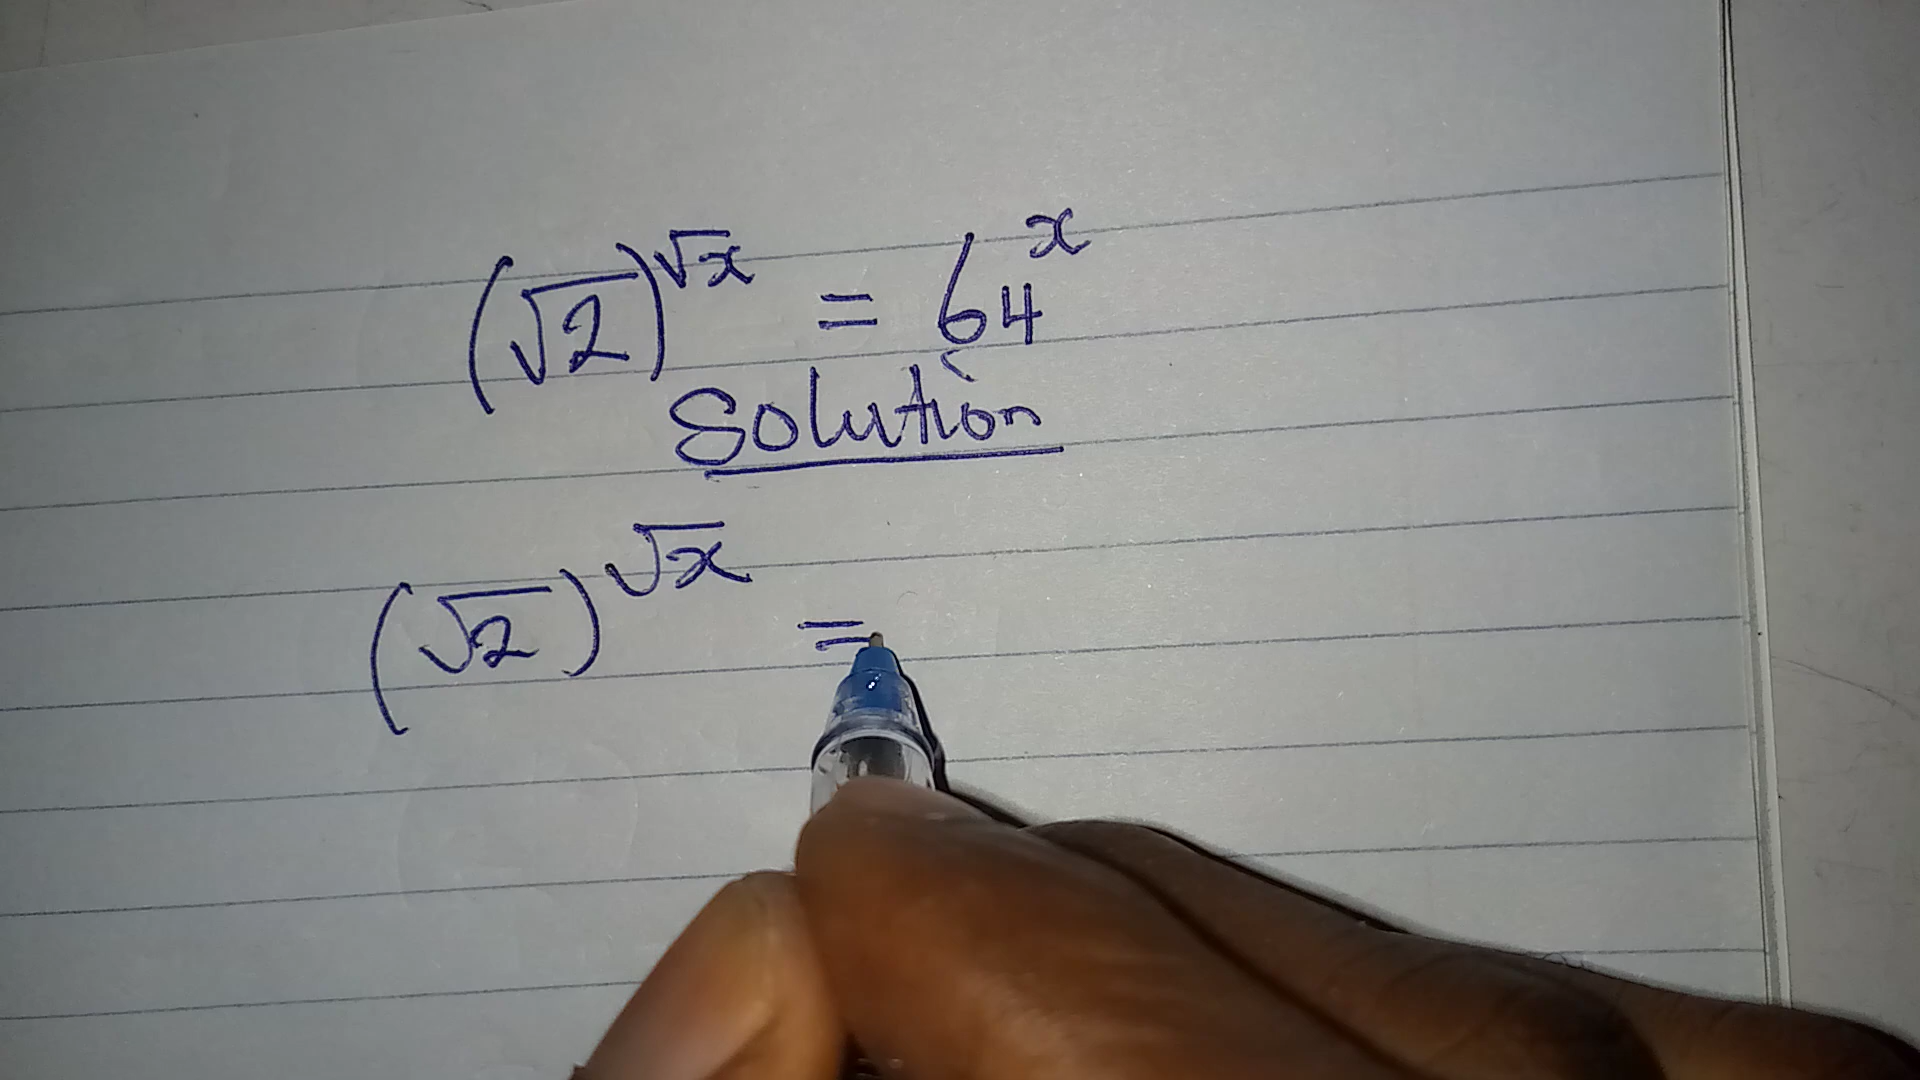 (√2)^√x = 64^x
Solution
(√2)^√x =